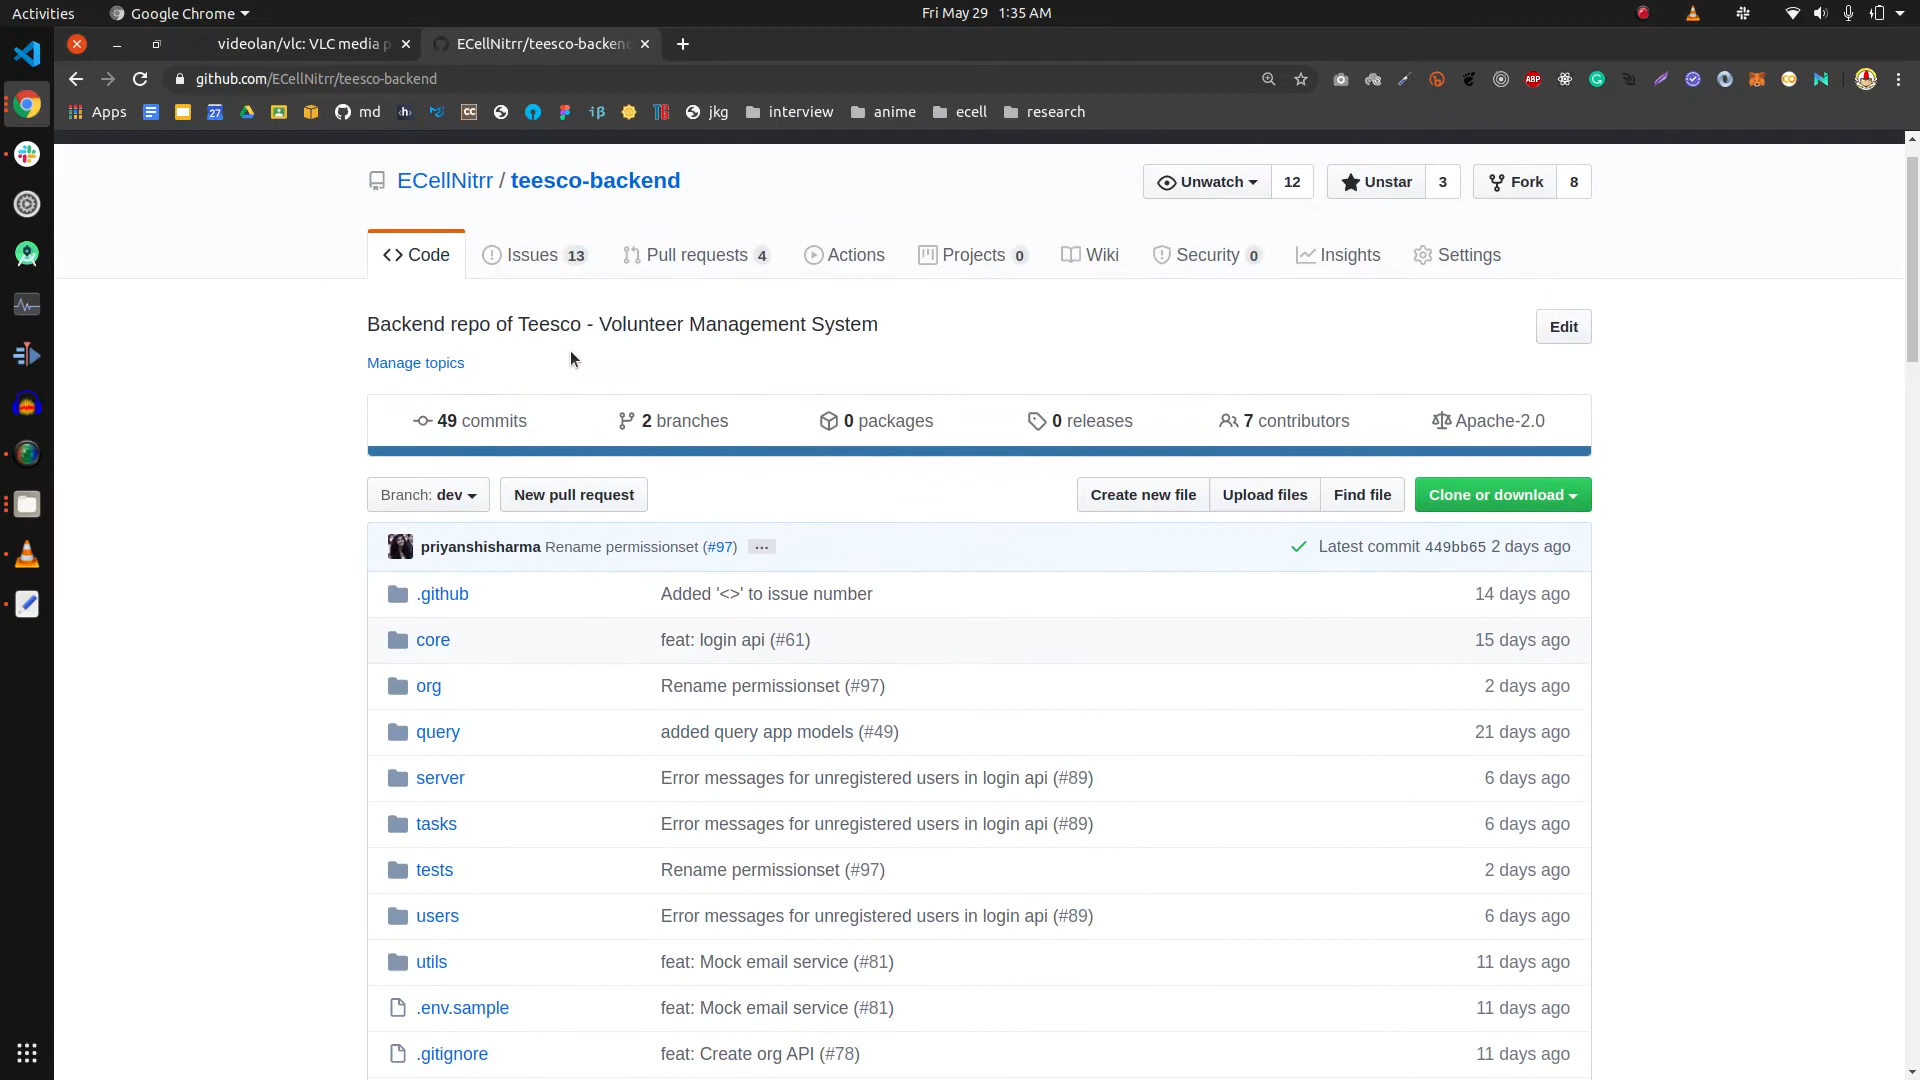 Activities Google Chrome Fri May 29 1:35 AM
videolan/vlc: VLC media p ECellNitrr/teesco-backend
github.com/ECellNitrr/teesco-backend ABP
Apps 27 md h CC iβ TG jkg interview anime ecell research
ECellNitrr / teesco-backend Unwatch 12 Unstar 3 Fork 8
Code Issues 13 Pull requests 4 Actions Projects 0 Wiki Security 0 Insights Settings
Backend repo of Teesco - Volunteer Management System Edit
Manage topics
49 commits 2 branches 0 packages 0 releases 7 contributors Apache-2.0
Branch: dev New pull request Create new file Upload files Find file Clone or download
priyanshisharma Rename permissionset (#97) ... Latest commit 449bb65 2 days ago
.github Added '<>' to issue number 14 days ago
core feat: login api (#61) 15 days ago
org Rename permissionset (#97) 2 days ago
query added query app models (#49) 21 days ago
server Error messages for unregistered users in login api (#89) 6 days ago
tasks Error messages for unregistered users in login api (#89) 6 days ago
tests Rename permissionset (#97) 2 days ago
users Error messages for unregistered users in login api (#89) 6 days ago
utils feat: Mock email service (#81) 11 days ago
.env.sample feat: Mock email service (#81) 11 days ago
.gitignore feat: Create org API (#78) 11 days ago